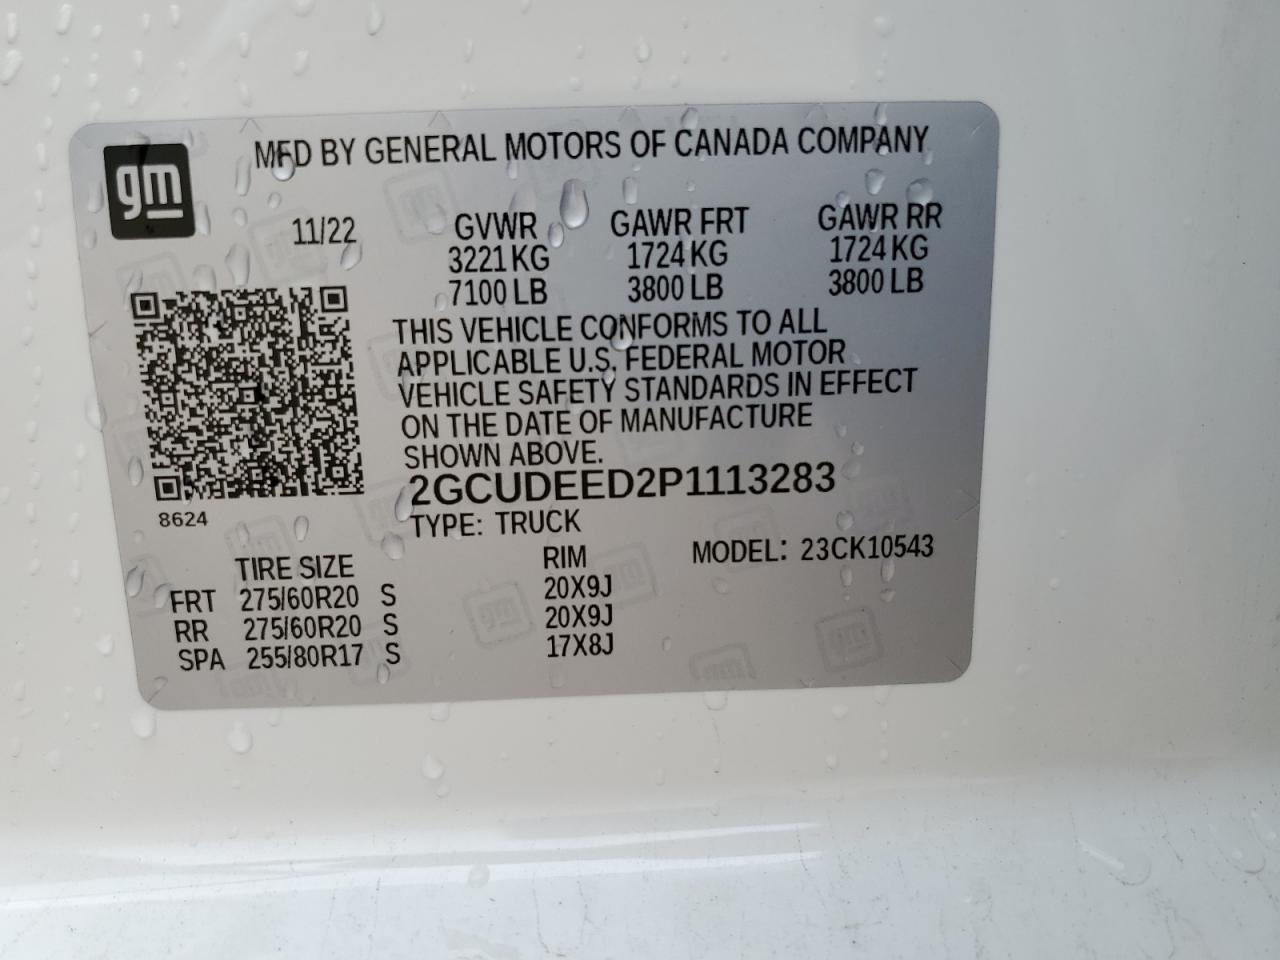 gm
MFD BY GENERAL MOTORS OF CANADA COMPANY
11/22
GVWR GAWR FRT GAWR RR
3221 KG 1724 KG 1724 KG
7100 LB 3800 LB 3800 LB
THIS VEHICLE CONFORMS TO ALL
APPLICABLE U.S. FEDERAL MOTOR
VEHICLE SAFETY STANDARDS IN EFFECT
ON THE DATE OF MANUFACTURE
SHOWN ABOVE.
2GCUDEED2P1113283
8624
TYPE: TRUCK
TIRE SIZE RIM MODEL: 23CK10543
FRT 275/60R20 S 20X9J
RR 275/60R20 S 20X9J
SPA 255/80R17 S 17X8J